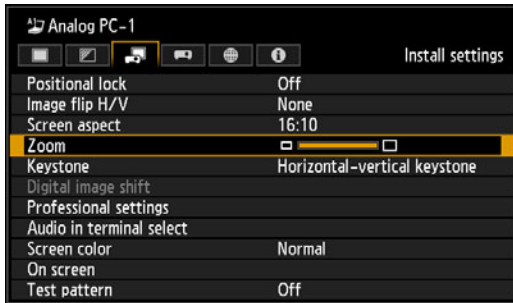 Analog PC-1
Install settings
Positional lock Off
Image flip H/V None
Screen aspect 16:10
Zoom
Keystone Horizontal-vertical keystone
Digital image shift
Professional settings
Audio in terminal select
Screen color Normal
On screen
Test pattern Off